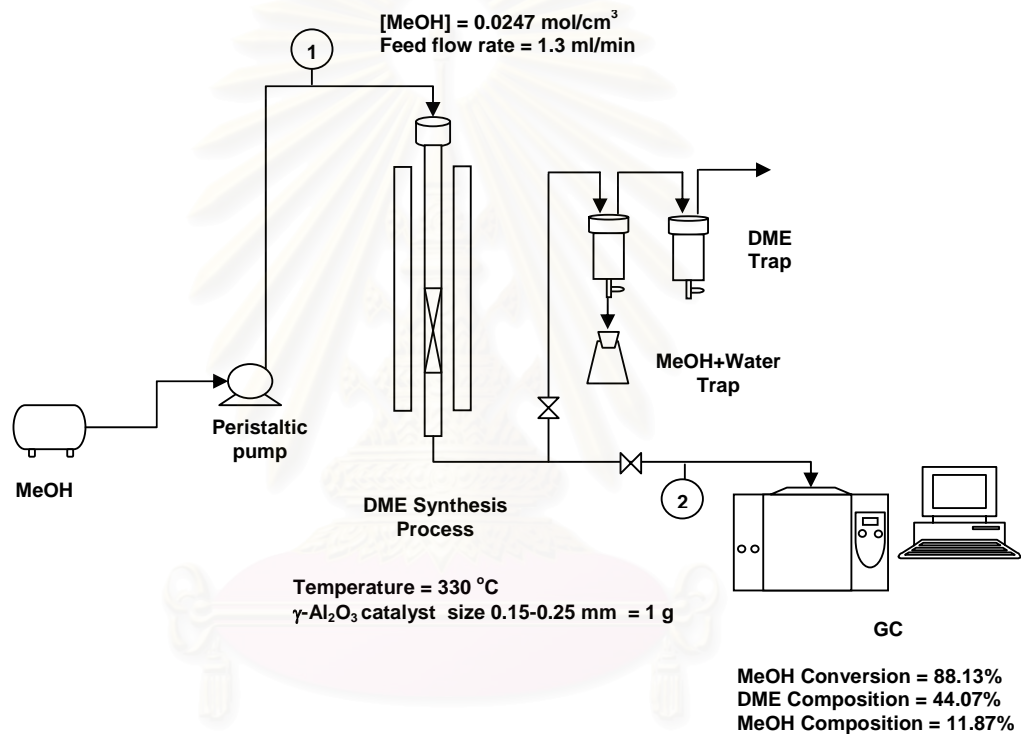 [MeOH] = 0.0247 mol/cm³
Feed flow rate = 1.3 ml/min
1
DME
Trap
MeOH+Water
Trap
Peristaltic
pump
MeOH
2
DME Synthesis
Process
Temperature = 330 °C
γ-Al₂O₃ catalyst size 0.15-0.25 mm = 1 g
GC
MeOH Conversion = 88.13%
DME Composition = 44.07%
MeOH Composition = 11.87%